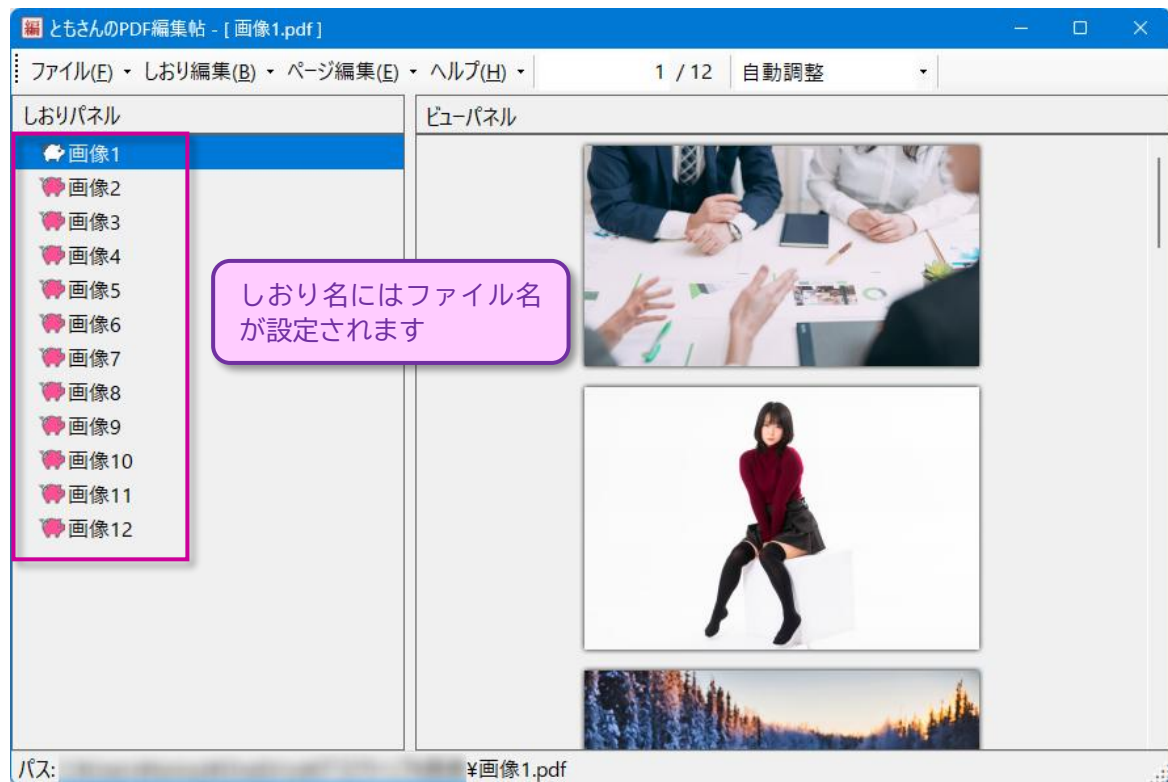 ともさんのPDF編集帖 - [ 画像1.pdf ]
ファイル(F) しおり編集(B) ページ編集(E) ヘルプ(H) 1 / 12 自動調整
しおりパネル
ビューパネル
画像1
画像2
画像3
画像4
画像5
画像6
画像7
画像8
画像9
画像10
画像11
画像12
しおり名にはファイル名
が設定されます
パス: ¥画像1.pdf